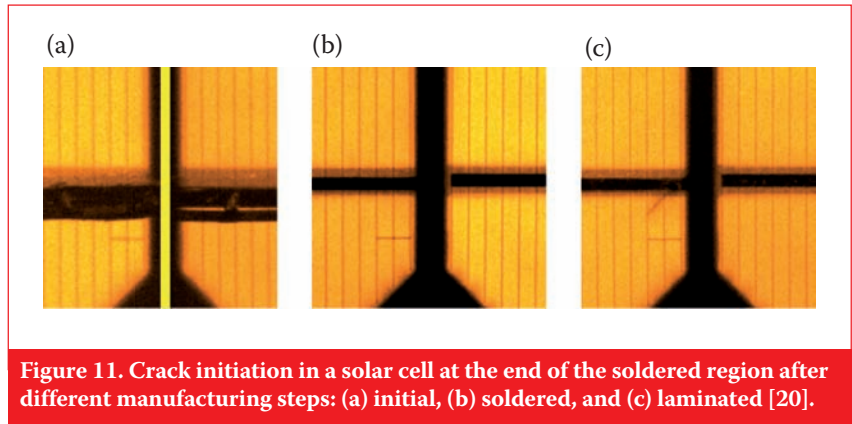 (a)
(b)
(c)
Figure 11. Crack initiation in a solar cell at the end of the soldered region after
different manufacturing steps: (a) initial, (b) soldered, and (c) laminated [20].